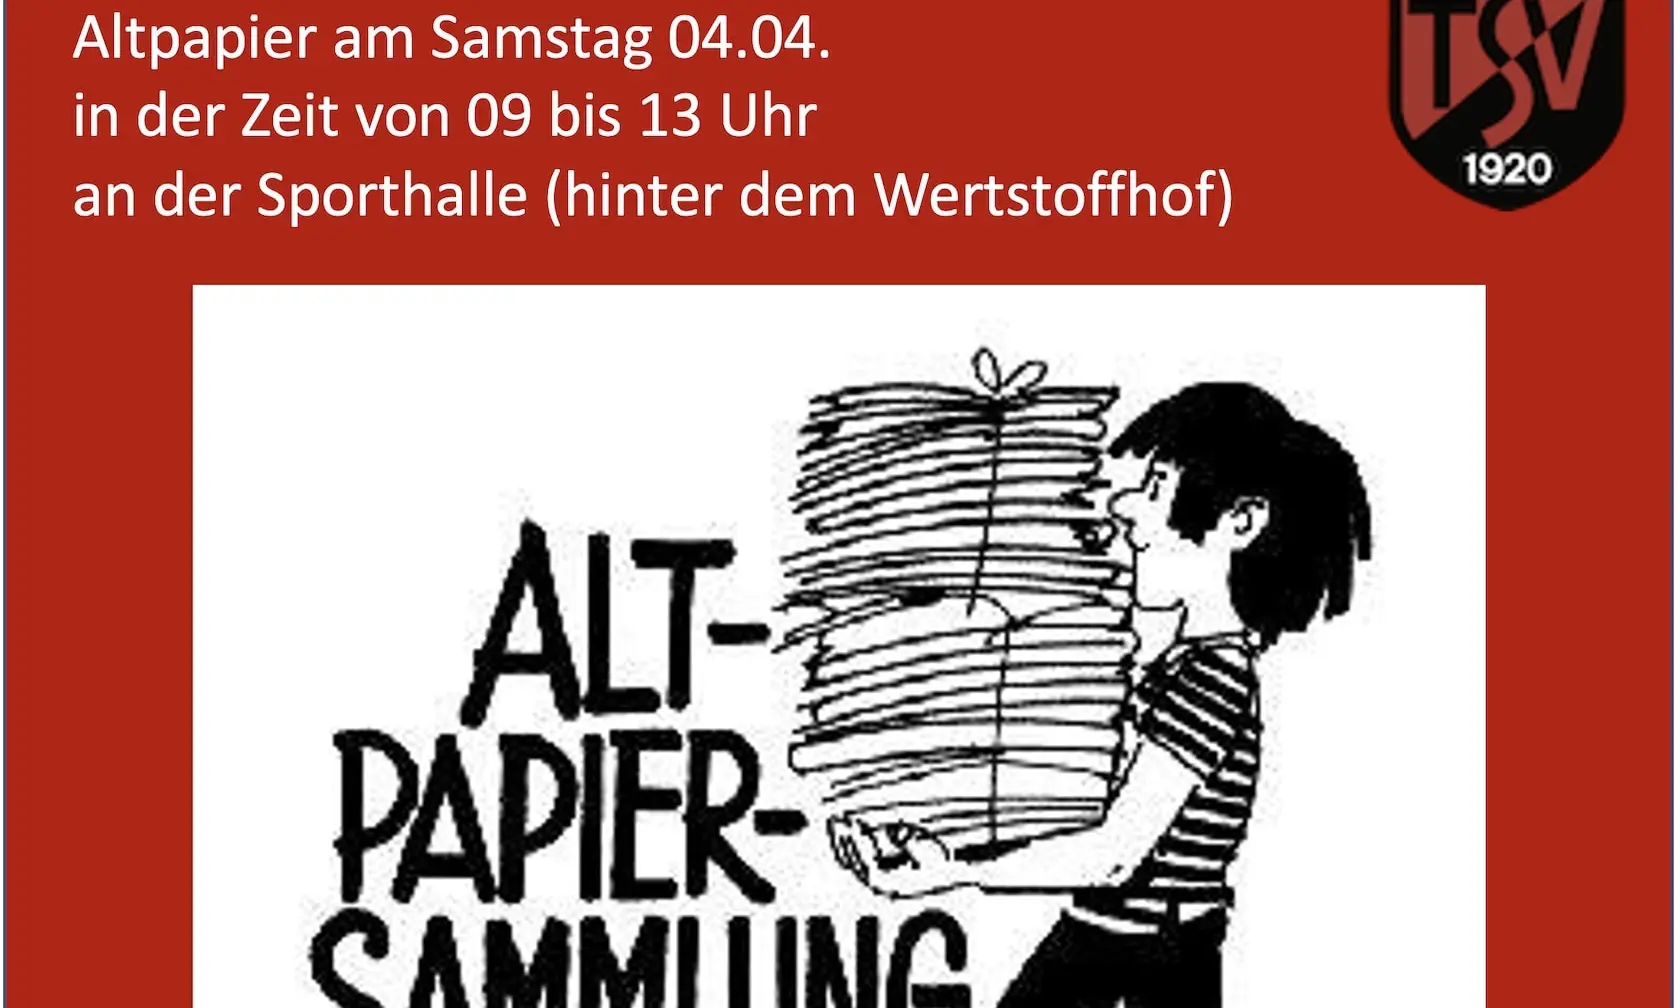 Altpapier am Samstag 04.04.
in der Zeit von 09 bis 13 Uhr
an der Sporthalle (hinter dem Wertstoffhof)
TSV
1920
ALT-
PAPIER-
SAMMLUNG